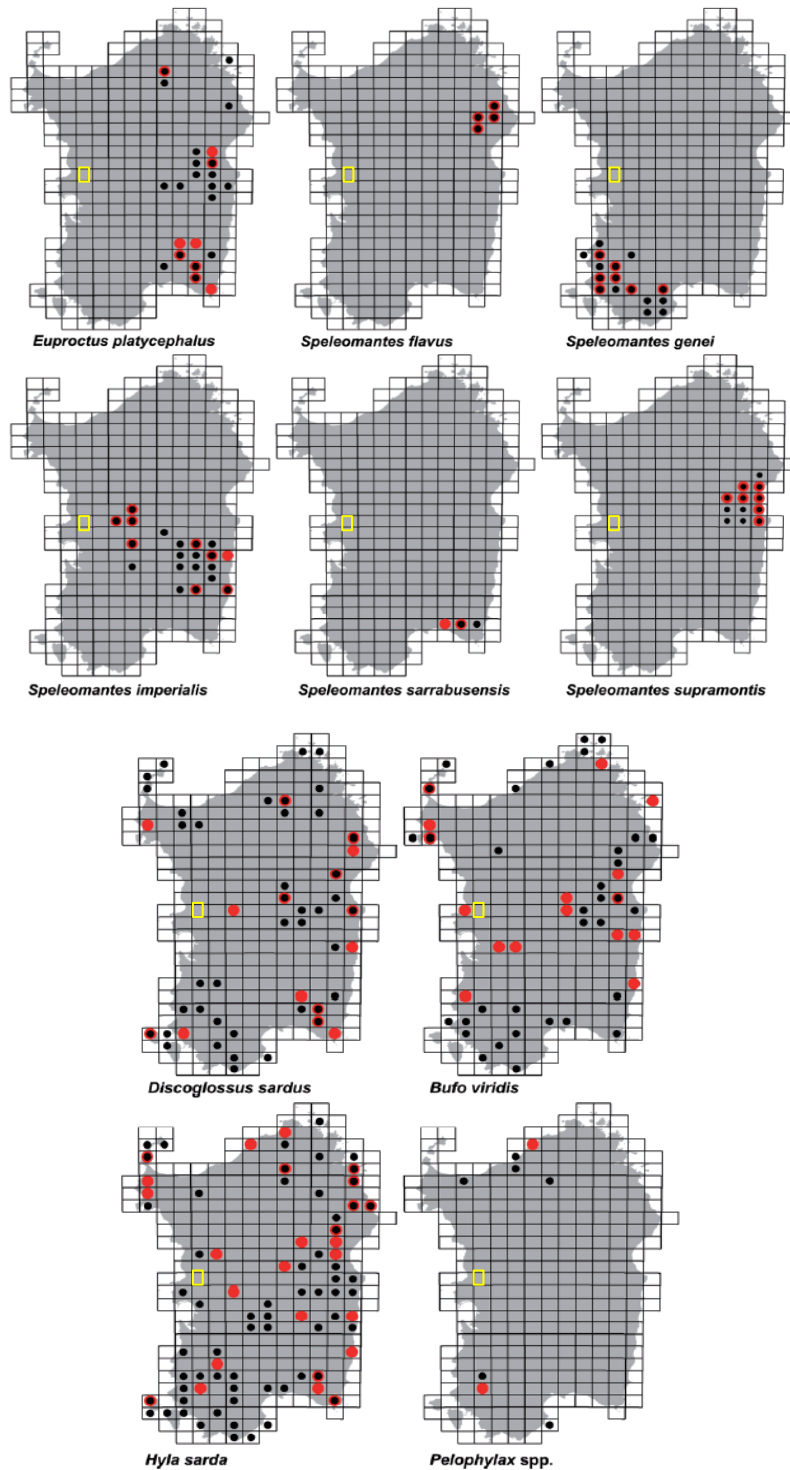 Euproctus platycephalus
Speleomantes flavus
Speleomantes genei
Speleomantes imperialis
Speleomantes sarrabusensis
Speleomantes supramontis
Discoglossus sardus
Bufo viridis
Hyla sarda
Pelophylax spp.